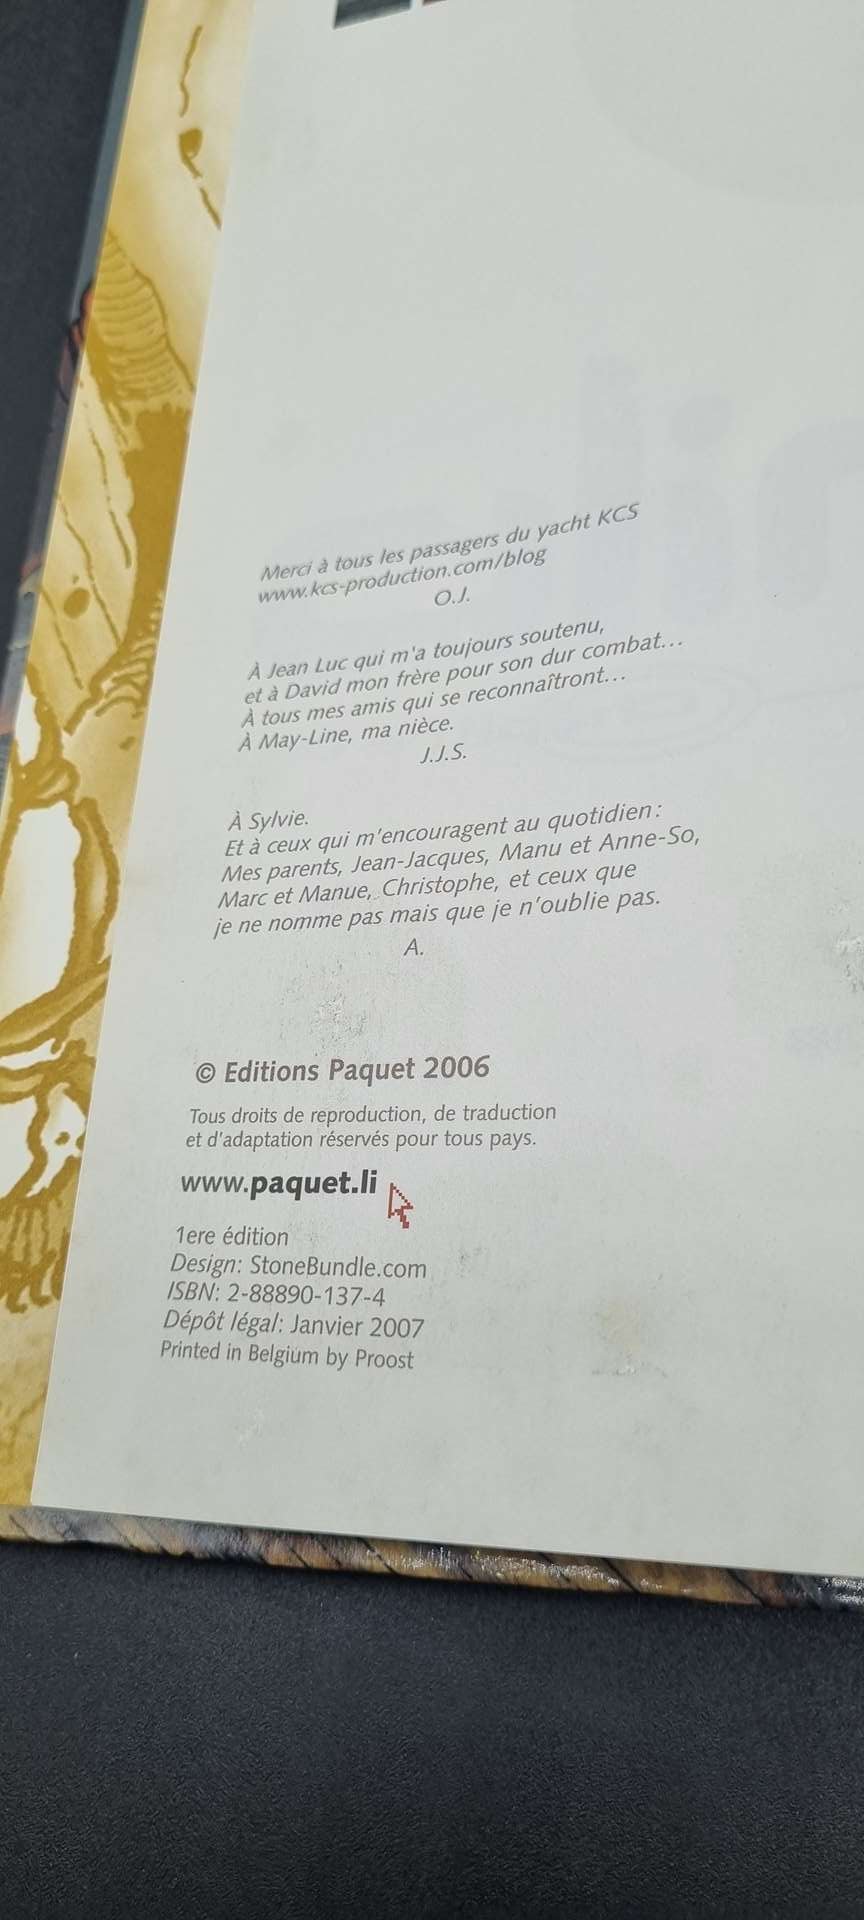 Merci à tous les passagers du yacht KCS
www.kcs-production.com/blog
O.J.
À Jean Luc qui m'a toujours soutenu,
et à David mon frère pour son dur combat...
À tous mes amis qui se reconnaîtront...
À May-Line, ma nièce.
J.J.S.
À Sylvie.
Et à ceux qui m'encouragent au quotidien :
Mes parents, Jean-Jacques, Manu et Anne-So,
Marc et Manue, Christophe, et ceux que
je ne nomme pas mais que je n'oublie pas.
A.
© Editions Paquet 2006
Tous droits de reproduction, de traduction
et d'adaptation réservés pour tous pays.
www.paquet.li
1ere édition
Design: StoneBundle.com
ISBN: 2-88890-137-4
Dépôt légal: Janvier 2007
Printed in Belgium by Proost